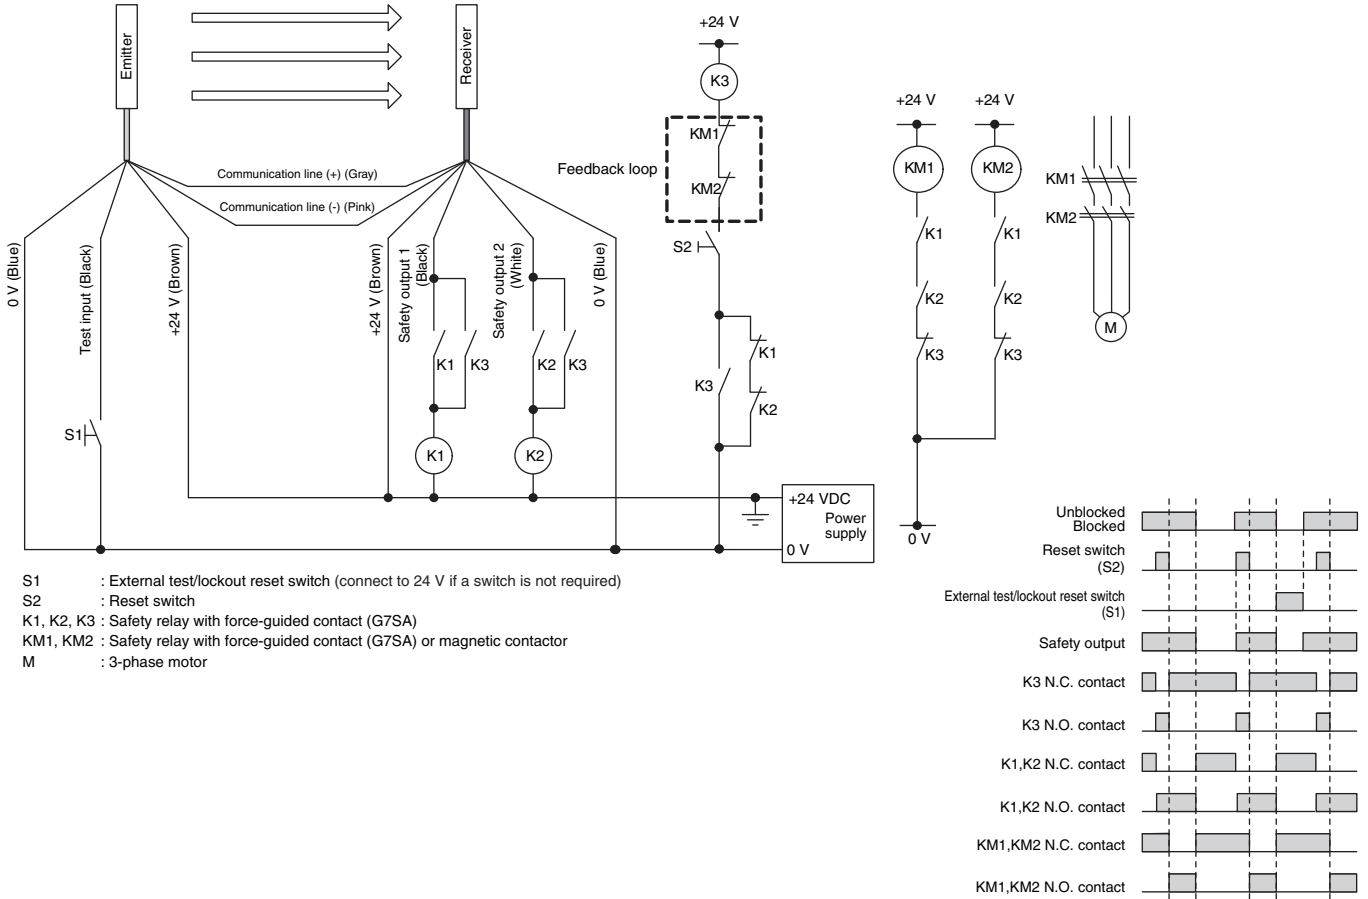 Emitter
Receiver
+24 V
K3
KM1
Feedback loop
KM2
S2
K3
K1
K2
Communication line (+) (Gray)
Communication line (-) (Pink)
0 V (Blue)
Test input (Black)
+24 V (Brown)
+24 V (Brown)
Safety output 1
(Black)
Safety output 2
(White)
0 V (Blue)
K1
K3
K2
K3
S1
K1
K2
+24 VDC
Power
supply
0 V
+24 V
+24 V
KM1
KM2
K1
K1
K2
K2
K3
K3
0 V
KM1
KM2
M
S1 : External test/lockout reset switch (connect to 24 V if a switch is not required)
S2 : Reset switch
K1, K2, K3 : Safety relay with force-guided contact (G7SA)
KM1, KM2 : Safety relay with force-guided contact (G7SA) or magnetic contactor
M : 3-phase motor
Unblocked
Blocked
Reset switch
(S2)
External test/lockout reset switch
(S1)
Safety output
K3 N.C. contact
K3 N.O. contact
K1,K2 N.C. contact
K1,K2 N.O. contact
KM1,KM2 N.C. contact
KM1,KM2 N.O. contact